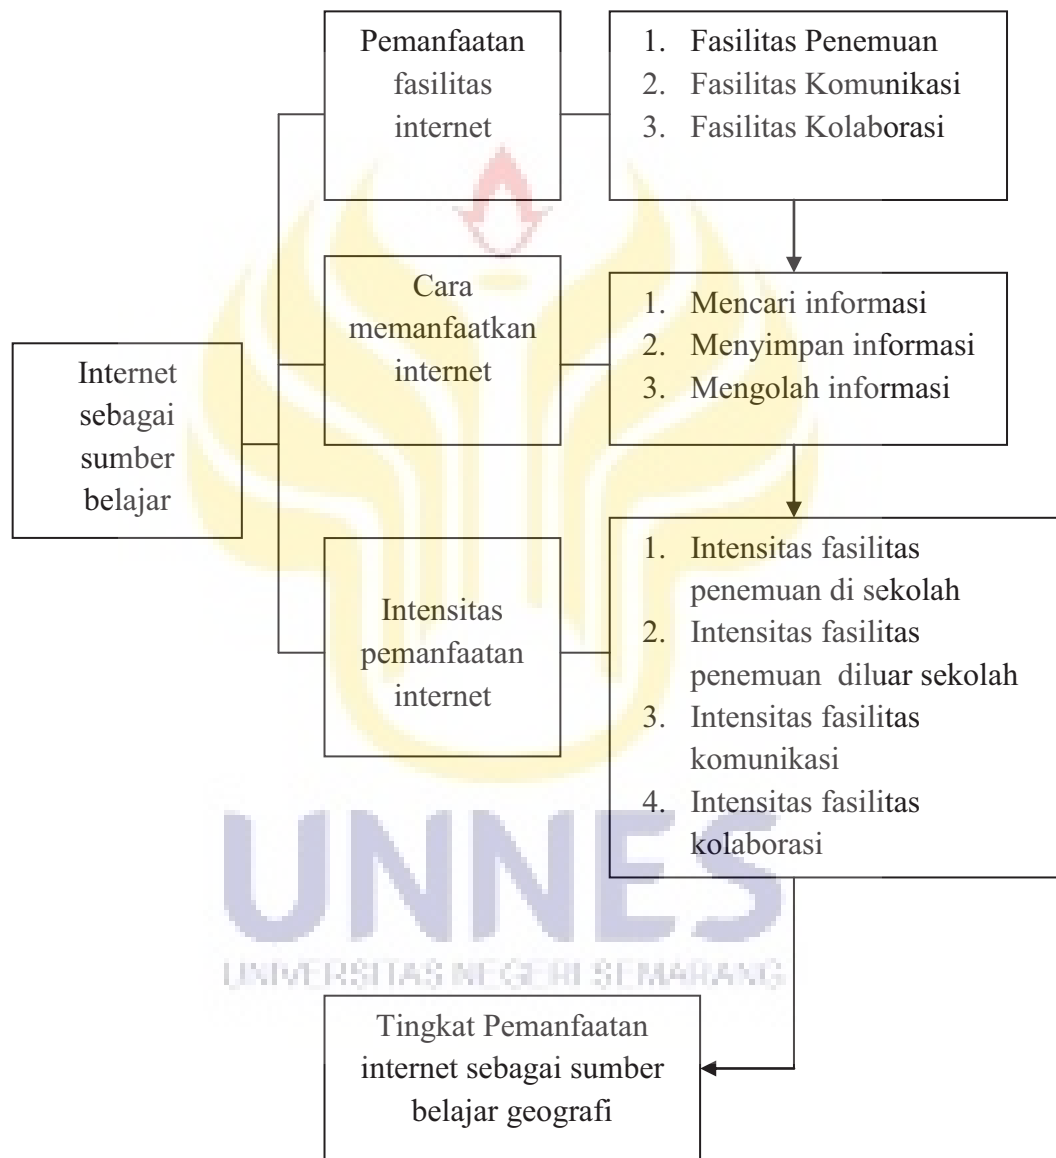 Pemanfaatan
fasilitas
internet
1. Fasilitas Penemuan
2. Fasilitas Komunikasi
3. Fasilitas Kolaborasi
Cara
memanfaatkan
internet
1. Mencari informasi
2. Menyimpan informasi
3. Mengolah informasi
Internet
sebagai
sumber
belajar
Intensitas
pemanfaatan
internet
1. Intensitas fasilitas
penemuan di sekolah
2. Intensitas fasilitas
penemuan diluar sekolah
3. Intensitas fasilitas
komunikasi
4. Intensitas fasilitas
kolaborasi
UNNES
UNIVERSITAS NEGERI SEMARANG
Tingkat Pemanfaatan
internet sebagai sumber
belajar geografi